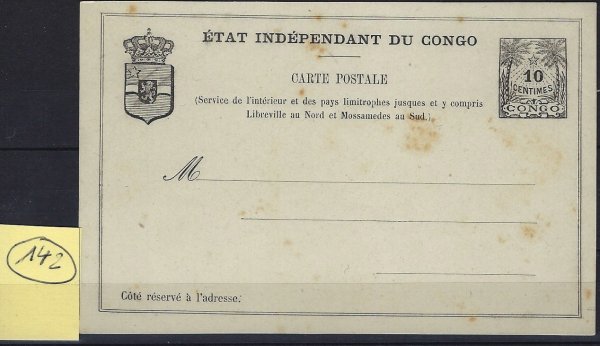 ÉTAT INDÉPENDANT DU CONGO
CARTE POSTALE
(Service de l'intérieur et des pays limitrophes jusques et y compris
Libreville au Nord et Mossamedes au Sud.)
10
CENTIMES
CONGO
M
Côté réservé à l'adresse.
142